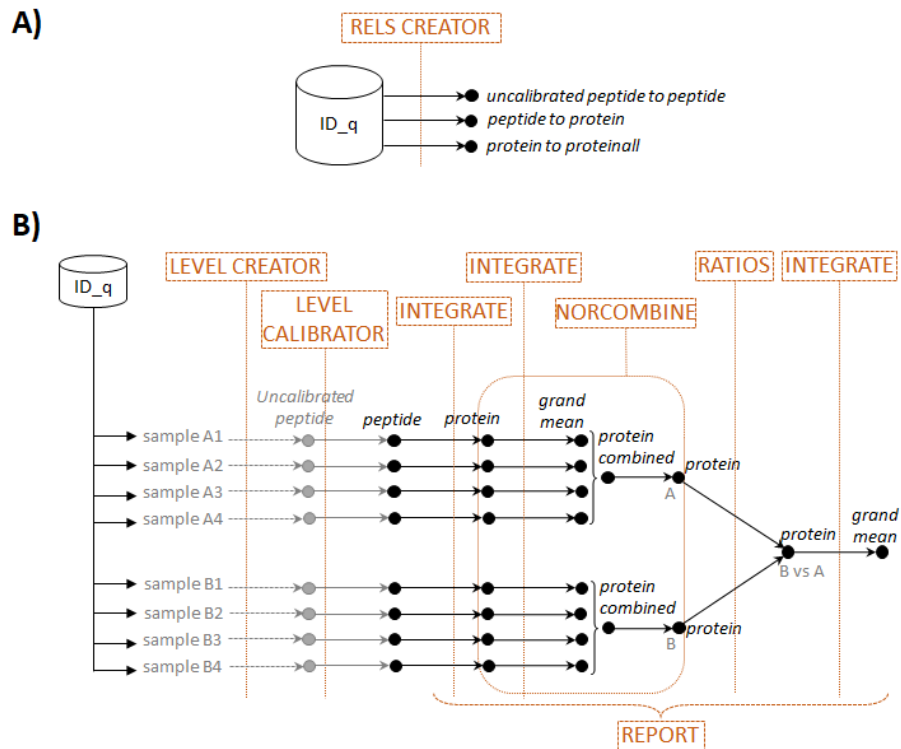 A)
RELS CREATOR
ID_q
uncalibrated peptide to peptide
peptide to protein
protein to proteinall
B)
ID_q
LEVEL CREATOR
INTEGRATE
RATIOS
INTEGRATE
LEVEL
CALIBRATOR
INTEGRATE
NORCOMBINE
Uncalibrated
peptide
peptide
protein
grand
mean
sample A1
sample A2
sample A3
sample A4
protein
combined
A
protein
protein
B vs A
grand
mean
sample B1
sample B2
sample B3
sample B4
protein
combined
B
protein
REPORT